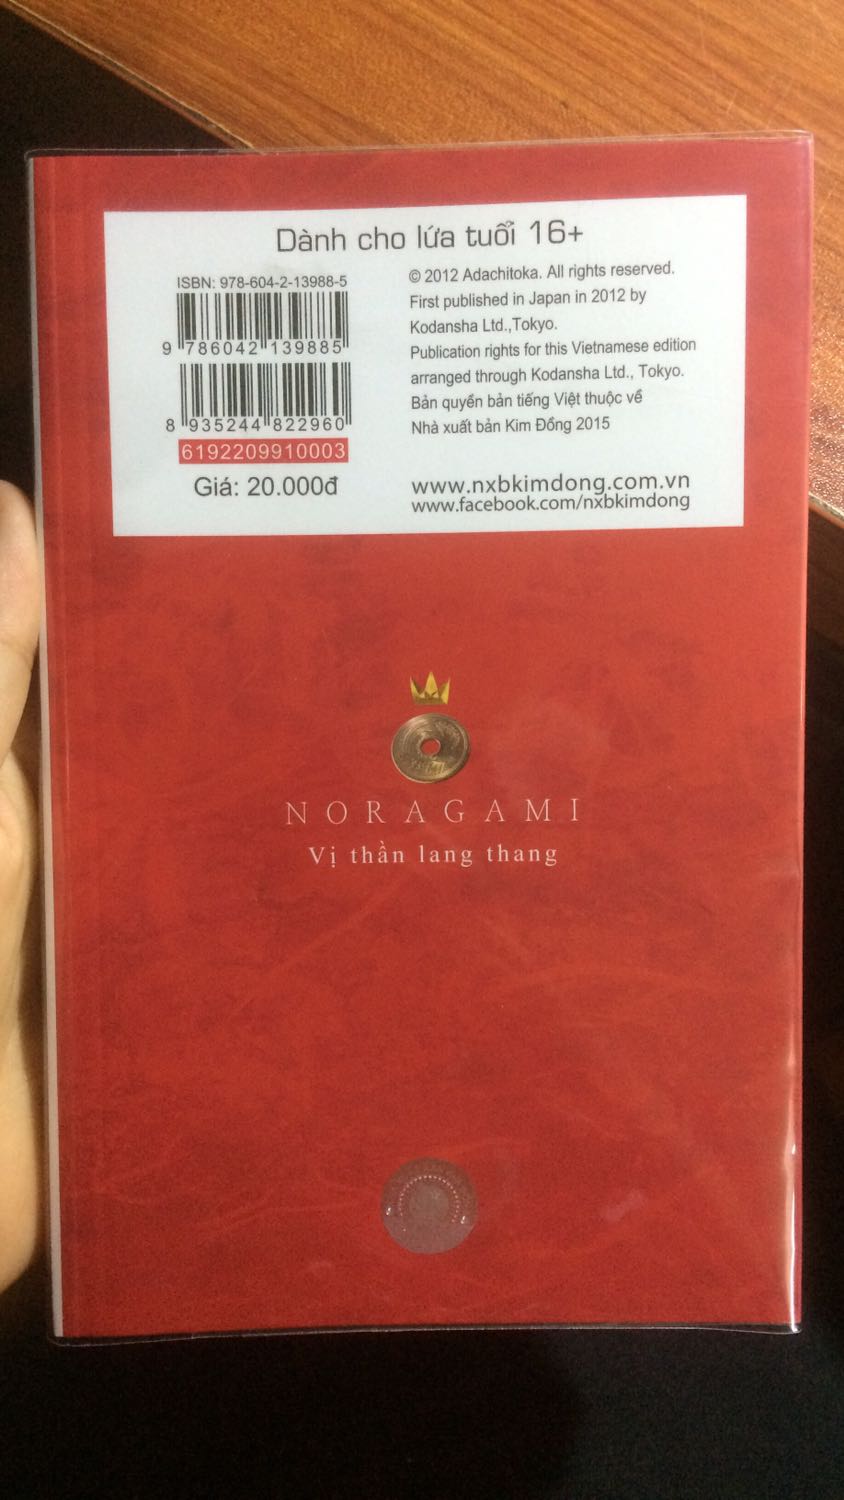 Dành cho lứa tuổi 16+
ISBN: 978-604-2-13988-5
9 786042 139885
8 935244 822960
6192209910003
Giá: 20.000đ
© 2012 Adachitoka. All rights reserved.
First published in Japan in 2012 by
Kodansha Ltd.,Tokyo.
Publication rights for this Vietnamese edition
arranged through Kodansha Ltd., Tokyo.
Bản quyền bản tiếng Việt thuộc về
Nhà xuất bản Kim Đồng 2015
www.nxbkimdong.com.vn
www.facebook.com/nxbkimdong
NORAGAMI
Vị thần lang thang